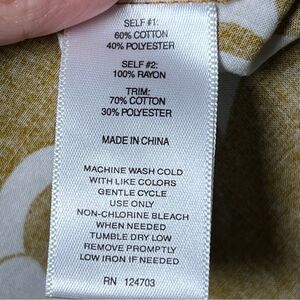 SELF #1:
60% COTTON
40% POLYESTER
SELF #2:
100% RAYON
TRIM:
70% COTTON
30% POLYESTER
MADE IN CHINA
MACHINE WASH COLD
WITH LIKE COLORS
GENTLE CYCLE
USE ONLY
NON-CHLORINE BLEACH
WHEN NEEDED
TUMBLE DRY LOW
REMOVE PROMPTLY
LOW IRON IF NEEDED
RN 124703